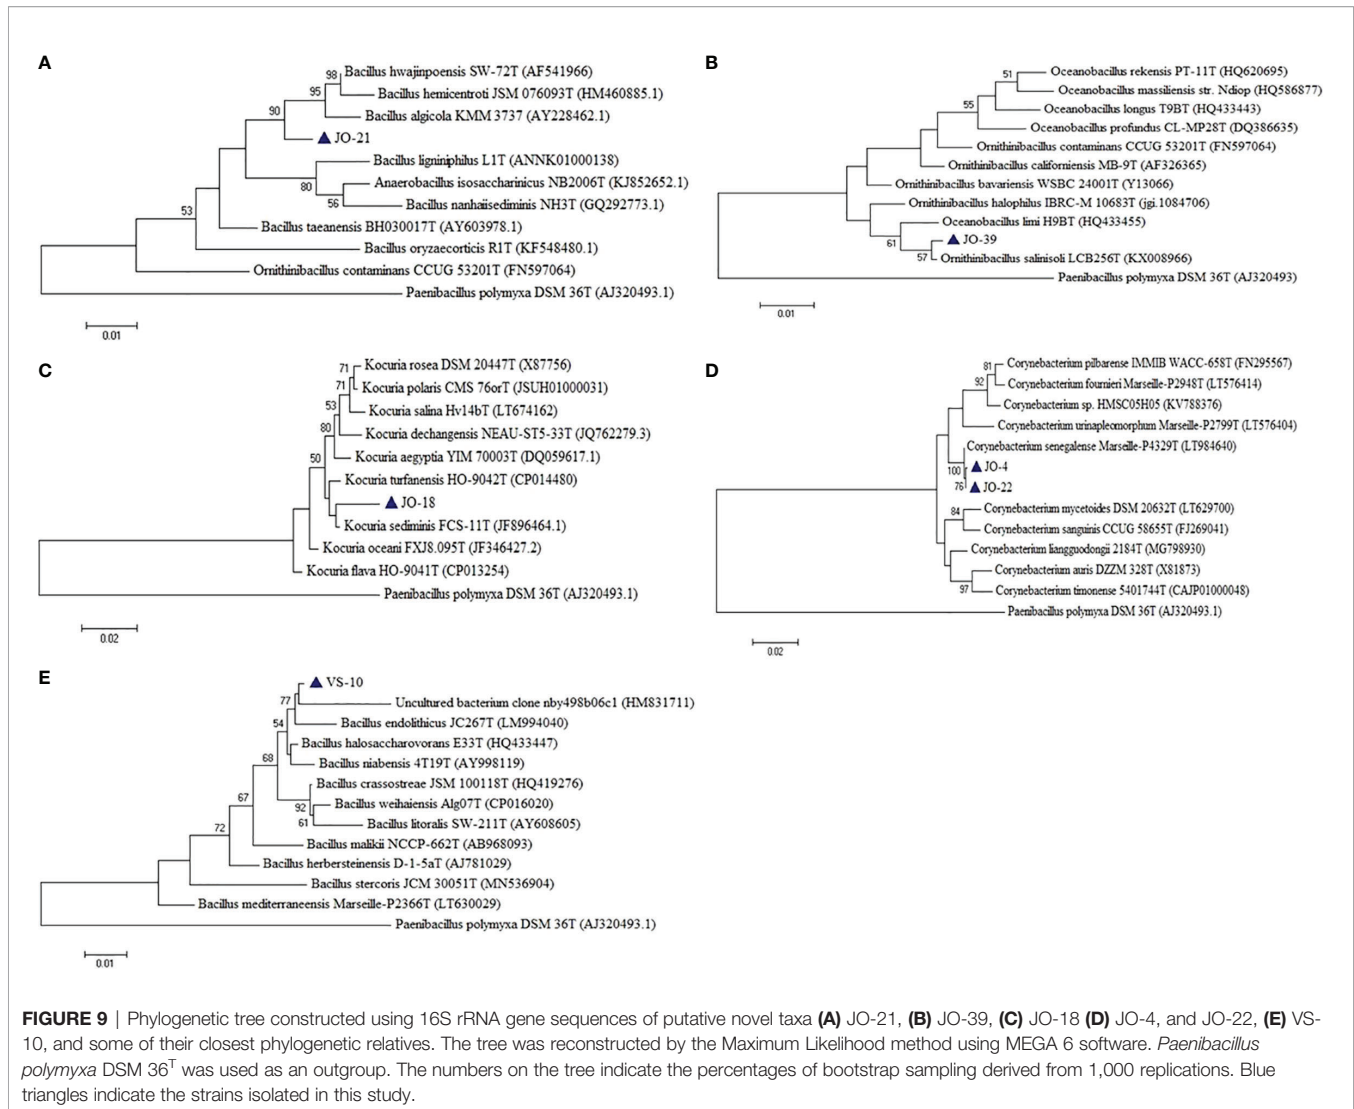 A
98
Bacillus hwajinpoensis SW-72T (AF541966)
95
Bacillus hemicentroti JSM 076093T (HM460885.1)
90
Bacillus algicola KMM 3737 (AY228462.1)
JO-21
Bacillus ligniniphilus L1T (ANNK01000138)
80
Anaerobacillus isosaccharinicus NB2006T (KJ852652.1)
56
Bacillus nanhaiisediminis NH3T (GQ292773.1)
53
Bacillus taeanensis BH030017T (AY603978.1)
Bacillus oryzaecorticis R1T (KF548480.1)
Ornithinibacillus contaminans CCUG 53201T (FN597064)
Paenibacillus polymyxa DSM 36T (AJ320493.1)
0.01
B
51
Oceanobacillus rekensis PT-11T (HQ620695)
Oceanobacillus massiliensis str. Ndiop (HQ586877)
55
Oceanobacillus longus T9BT (HQ433443)
Oceanobacillus profundus CL-MP28T (DQ386635)
Ornithinibacillus contaminans CCUG 53201T (FN597064)
Ornithinibacillus californiensis MB-9T (AF326365)
Ornithinibacillus bavariensis WSBC 24001T (Y13066)
Ornithinibacillus halophilus IBRC-M 10683T (jgi.1084706)
Oceanobacillus limi H9BT (HQ433455)
61
JO-39
57
Ornithinibacillus salinisoli LCB256T (KX008966)
Paenibacillus polymyxa DSM 36T (AJ320493)
0.01
C
71
Kocuria rosea DSM 20447T (X87756)
71
Kocuria polaris CMS 76orT (JSUH01000031)
53
Kocuria salina Hv14bT (LT674162)
80
Kocuria dechangensis NEAU-ST5-33T (JQ762279.3)
50
Kocuria aegyptia YIM 70003T (DQ059617.1)
Kocuria turfanensis HO-9042T (CP014480)
JO-18
Kocuria sediminis FCS-11T (JF896464.1)
Kocuria oceani FXJ8.095T (JF346427.2)
Kocuria flava HO-9041T (CP013254)
Paenibacillus polymyxa DSM 36T (AJ320493.1)
0.02
D
81
Corynebacterium pilbarense IMMIB WACC-658T (FN295567)
92
Corynebacterium fournieri Marseille-P2948T (LT576414)
Corynebacterium sp. HMSC05H05 (KV788376)
Corynebacterium urinapleomorphum Marseille-P2799T (LT576404)
Corynebacterium senegalense Marseille-P4329T (LT984640)
100
JO-4
76
JO-22
84
Corynebacterium mycetoides DSM 20632T (LT629700)
Corynebacterium sanguinis CCUG 58655T (FJ269041)
Corynebacterium liangguodongii 2184T (MG798930)
Corynebacterium auris DZZM 328T (X81873)
97
Corynebacterium timonense 5401744T (CAJP01000048)
Paenibacillus polymyxa DSM 36T (AJ320493.1)
0.02
E
VS-10
77
Uncultured bacterium clone nby498b06c1 (HM831711)
54
Bacillus endolithicus JC267T (LM994040)
Bacillus halosaccharovorans E33T (HQ433447)
68
Bacillus niabensis 4T19T (AY998119)
Bacillus crassostreae JSM 100118T (HQ419276)
67
92
Bacillus weihaiensis Alg07T (CP016020)
61
Bacillus litoralis SW-211T (AY608605)
72
Bacillus malikii NCCP-662T (AB968093)
Bacillus herbersteinensis D-1-5aT (AJ781029)
Bacillus stercoris JCM 30051T (MN536904)
Bacillus mediterraneensis Marseille-P2366T (LT630029)
Paenibacillus polymyxa DSM 36T (AJ320493.1)
0.01
FIGURE 9 | Phylogenetic tree constructed using 16S rRNA gene sequences of putative novel taxa (A) JO-21, (B) JO-39, (C) JO-18 (D) JO-4, and JO-22, (E) VS-
10, and some of their closest phylogenetic relatives. The tree was reconstructed by the Maximum Likelihood method using MEGA 6 software. Paenibacillus
polymyxa DSM 36T was used as an outgroup. The numbers on the tree indicate the percentages of bootstrap sampling derived from 1,000 replications. Blue
triangles indicate the strains isolated in this study.